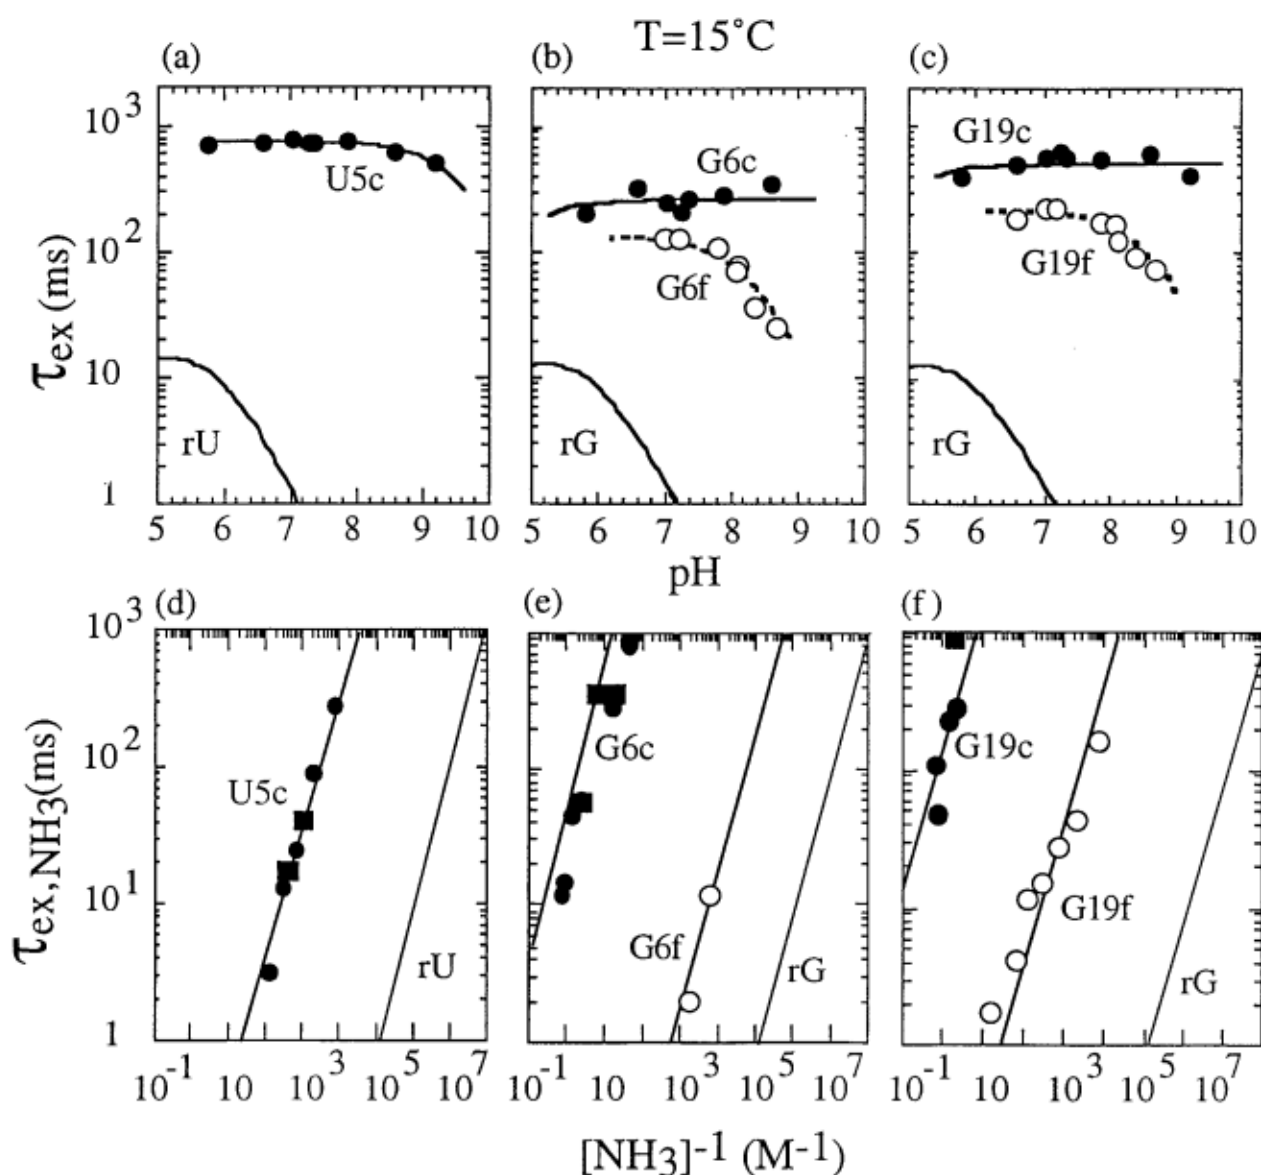 T=15°C
(a) (b) (c)
τex (ms)
10³ 10² 10 1
U5c
rU
G6c
G6f
rG
G19c
G19f
rG
5 6 7 8 9 10 5 6 7 8 9 10 5 6 7 8 9 10
pH
(d) (e) (f)
τex,NH3(ms)
10³ 10² 10¹ 1
U5c
rU
G6c
G6f
rG
G19c
G19f
rG
10⁻¹ 10 10³ 10⁵ 10⁷ 10⁻¹ 10 10³ 10⁵ 10⁷ 10⁻¹ 10 10³ 10⁵ 10⁷
[NH3]⁻¹ (M⁻¹)